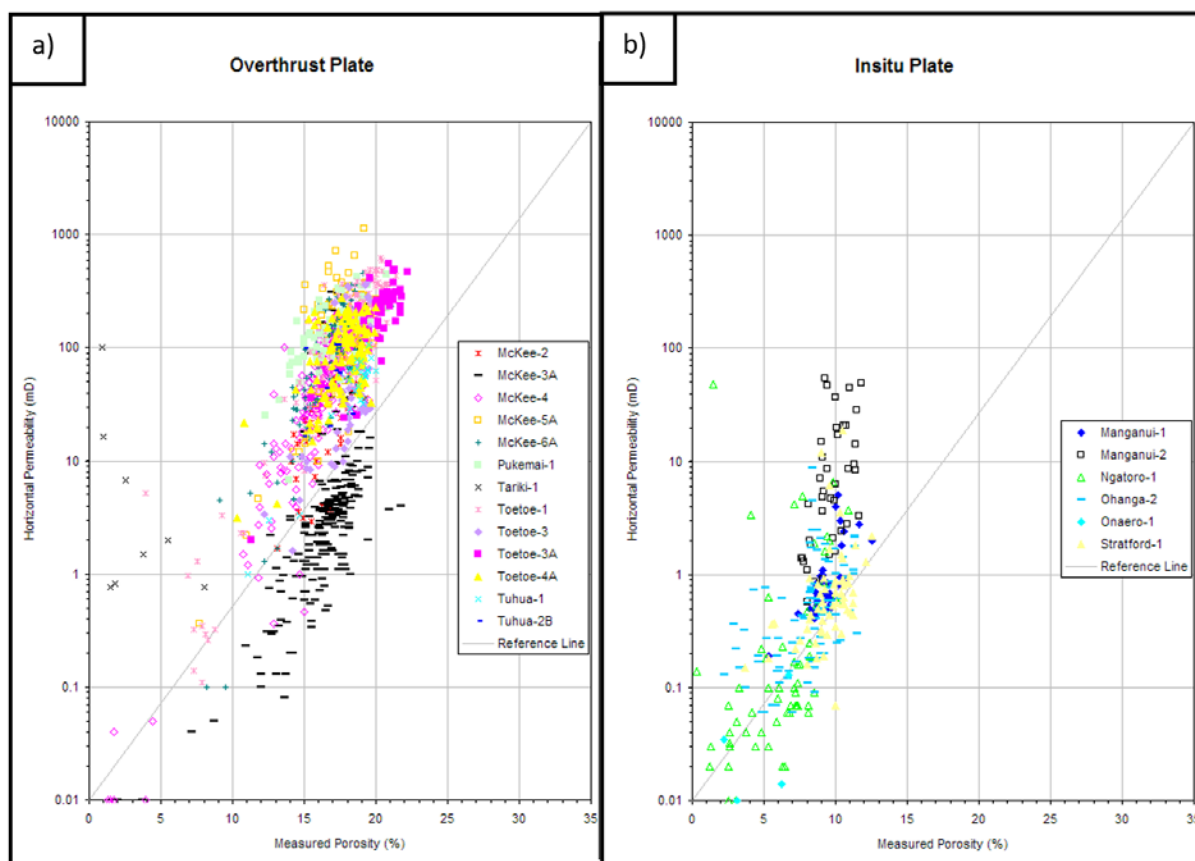 a)
Overthrust Plate
Horizontal Permeability (mD)
10000
1000
100
10
1
0.1
0.01
0
5
10
15
20
25
30
35
Measured Porosity (%)
McKee-2
McKee-3A
McKee-4
McKee-5A
McKee-6A
Pukemai-1
Tariki-1
Toetoe-1
Toetoe-3
Toetoe-3A
Toetoe-4A
Tuhua-1
Tuhua-2B
Reference Line
b)
Insitu Plate
Horizontal Permeability (mD)
10000
1000
100
10
1
0.1
0.01
0
5
10
15
20
25
30
35
Measured Porosity (%)
Manganui-1
Manganui-2
Ngatoro-1
Ohanga-2
Onaero-1
Stratford-1
Reference Line